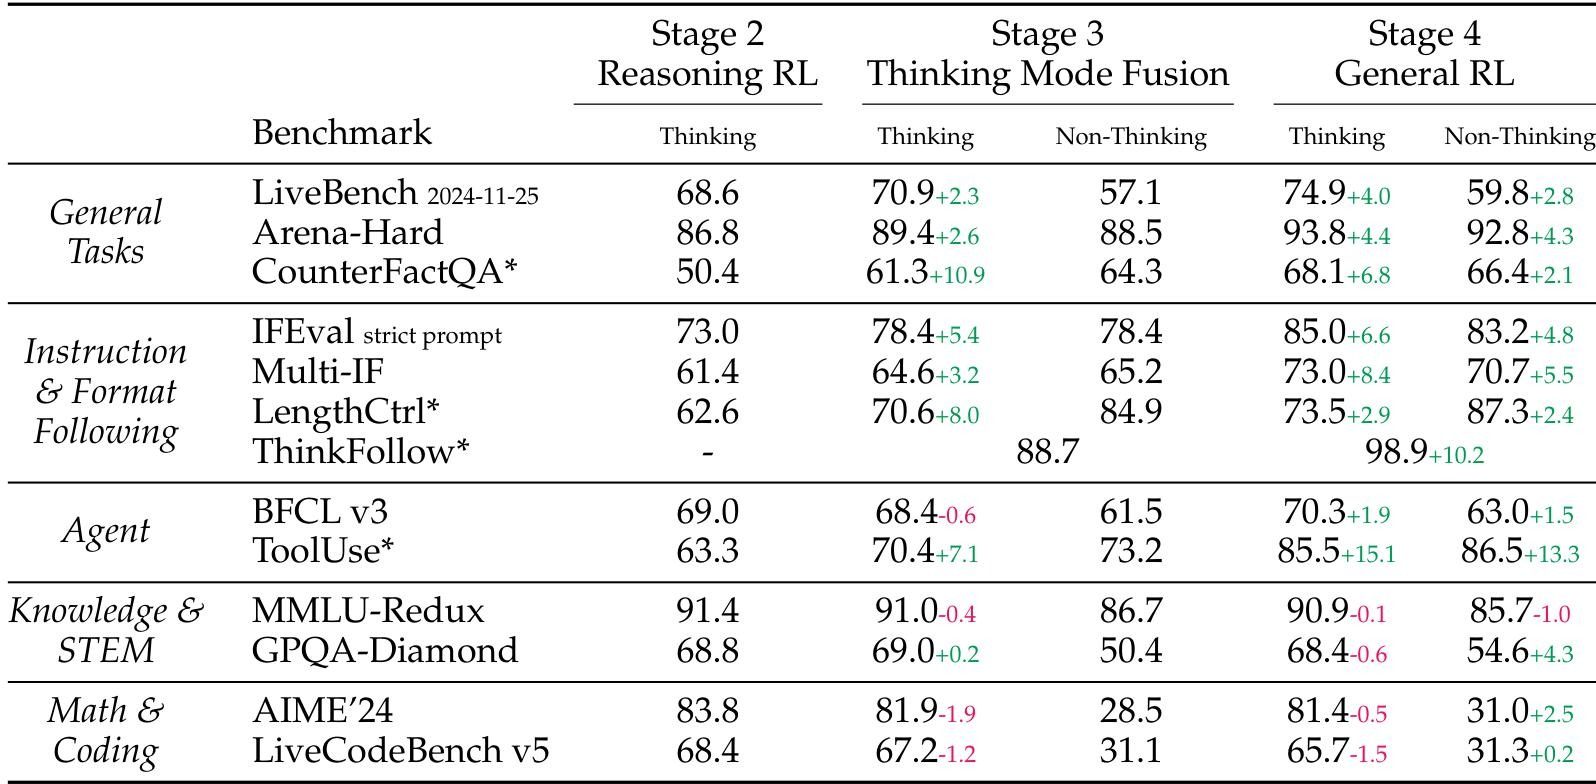 Stage 2 Stage 3 Stage 4
Reasoning RL Thinking Mode Fusion General RL
Benchmark Thinking Thinking Non-Thinking Thinking Non-Thinking
General Tasks
LiveBench 2024-11-25 68.6 70.9+2.3 57.1 74.9+4.0 59.8+2.8
Arena-Hard 86.8 89.4+2.6 88.5 93.8+4.4 92.8+4.3
CounterFactQA* 50.4 61.3+10.9 64.3 68.1+6.8 66.4+2.1
Instruction & Format Following
IFEval strict prompt 73.0 78.4+5.4 78.4 85.0+6.6 83.2+4.8
Multi-IF 61.4 64.6+3.2 65.2 73.0+8.4 70.7+5.5
LengthCtrl* 62.6 70.6+8.0 84.9 73.5+2.9 87.3+2.4
ThinkFollow* - 88.7 98.9+10.2
Agent
BFCL v3 69.0 68.4-0.6 61.5 70.3+1.9 63.0+1.5
ToolUse* 63.3 70.4+7.1 73.2 85.5+15.1 86.5+13.3
Knowledge & STEM
MMLU-Redux 91.4 91.0-0.4 86.7 90.9-0.1 85.7-1.0
GPQA-Diamond 68.8 69.0+0.2 50.4 68.4-0.6 54.6+4.3
Math & Coding
AIME’24 83.8 81.9-1.9 28.5 81.4-0.5 31.0+2.5
LiveCodeBench v5 68.4 67.2-1.2 31.1 65.7-1.5 31.3+0.2